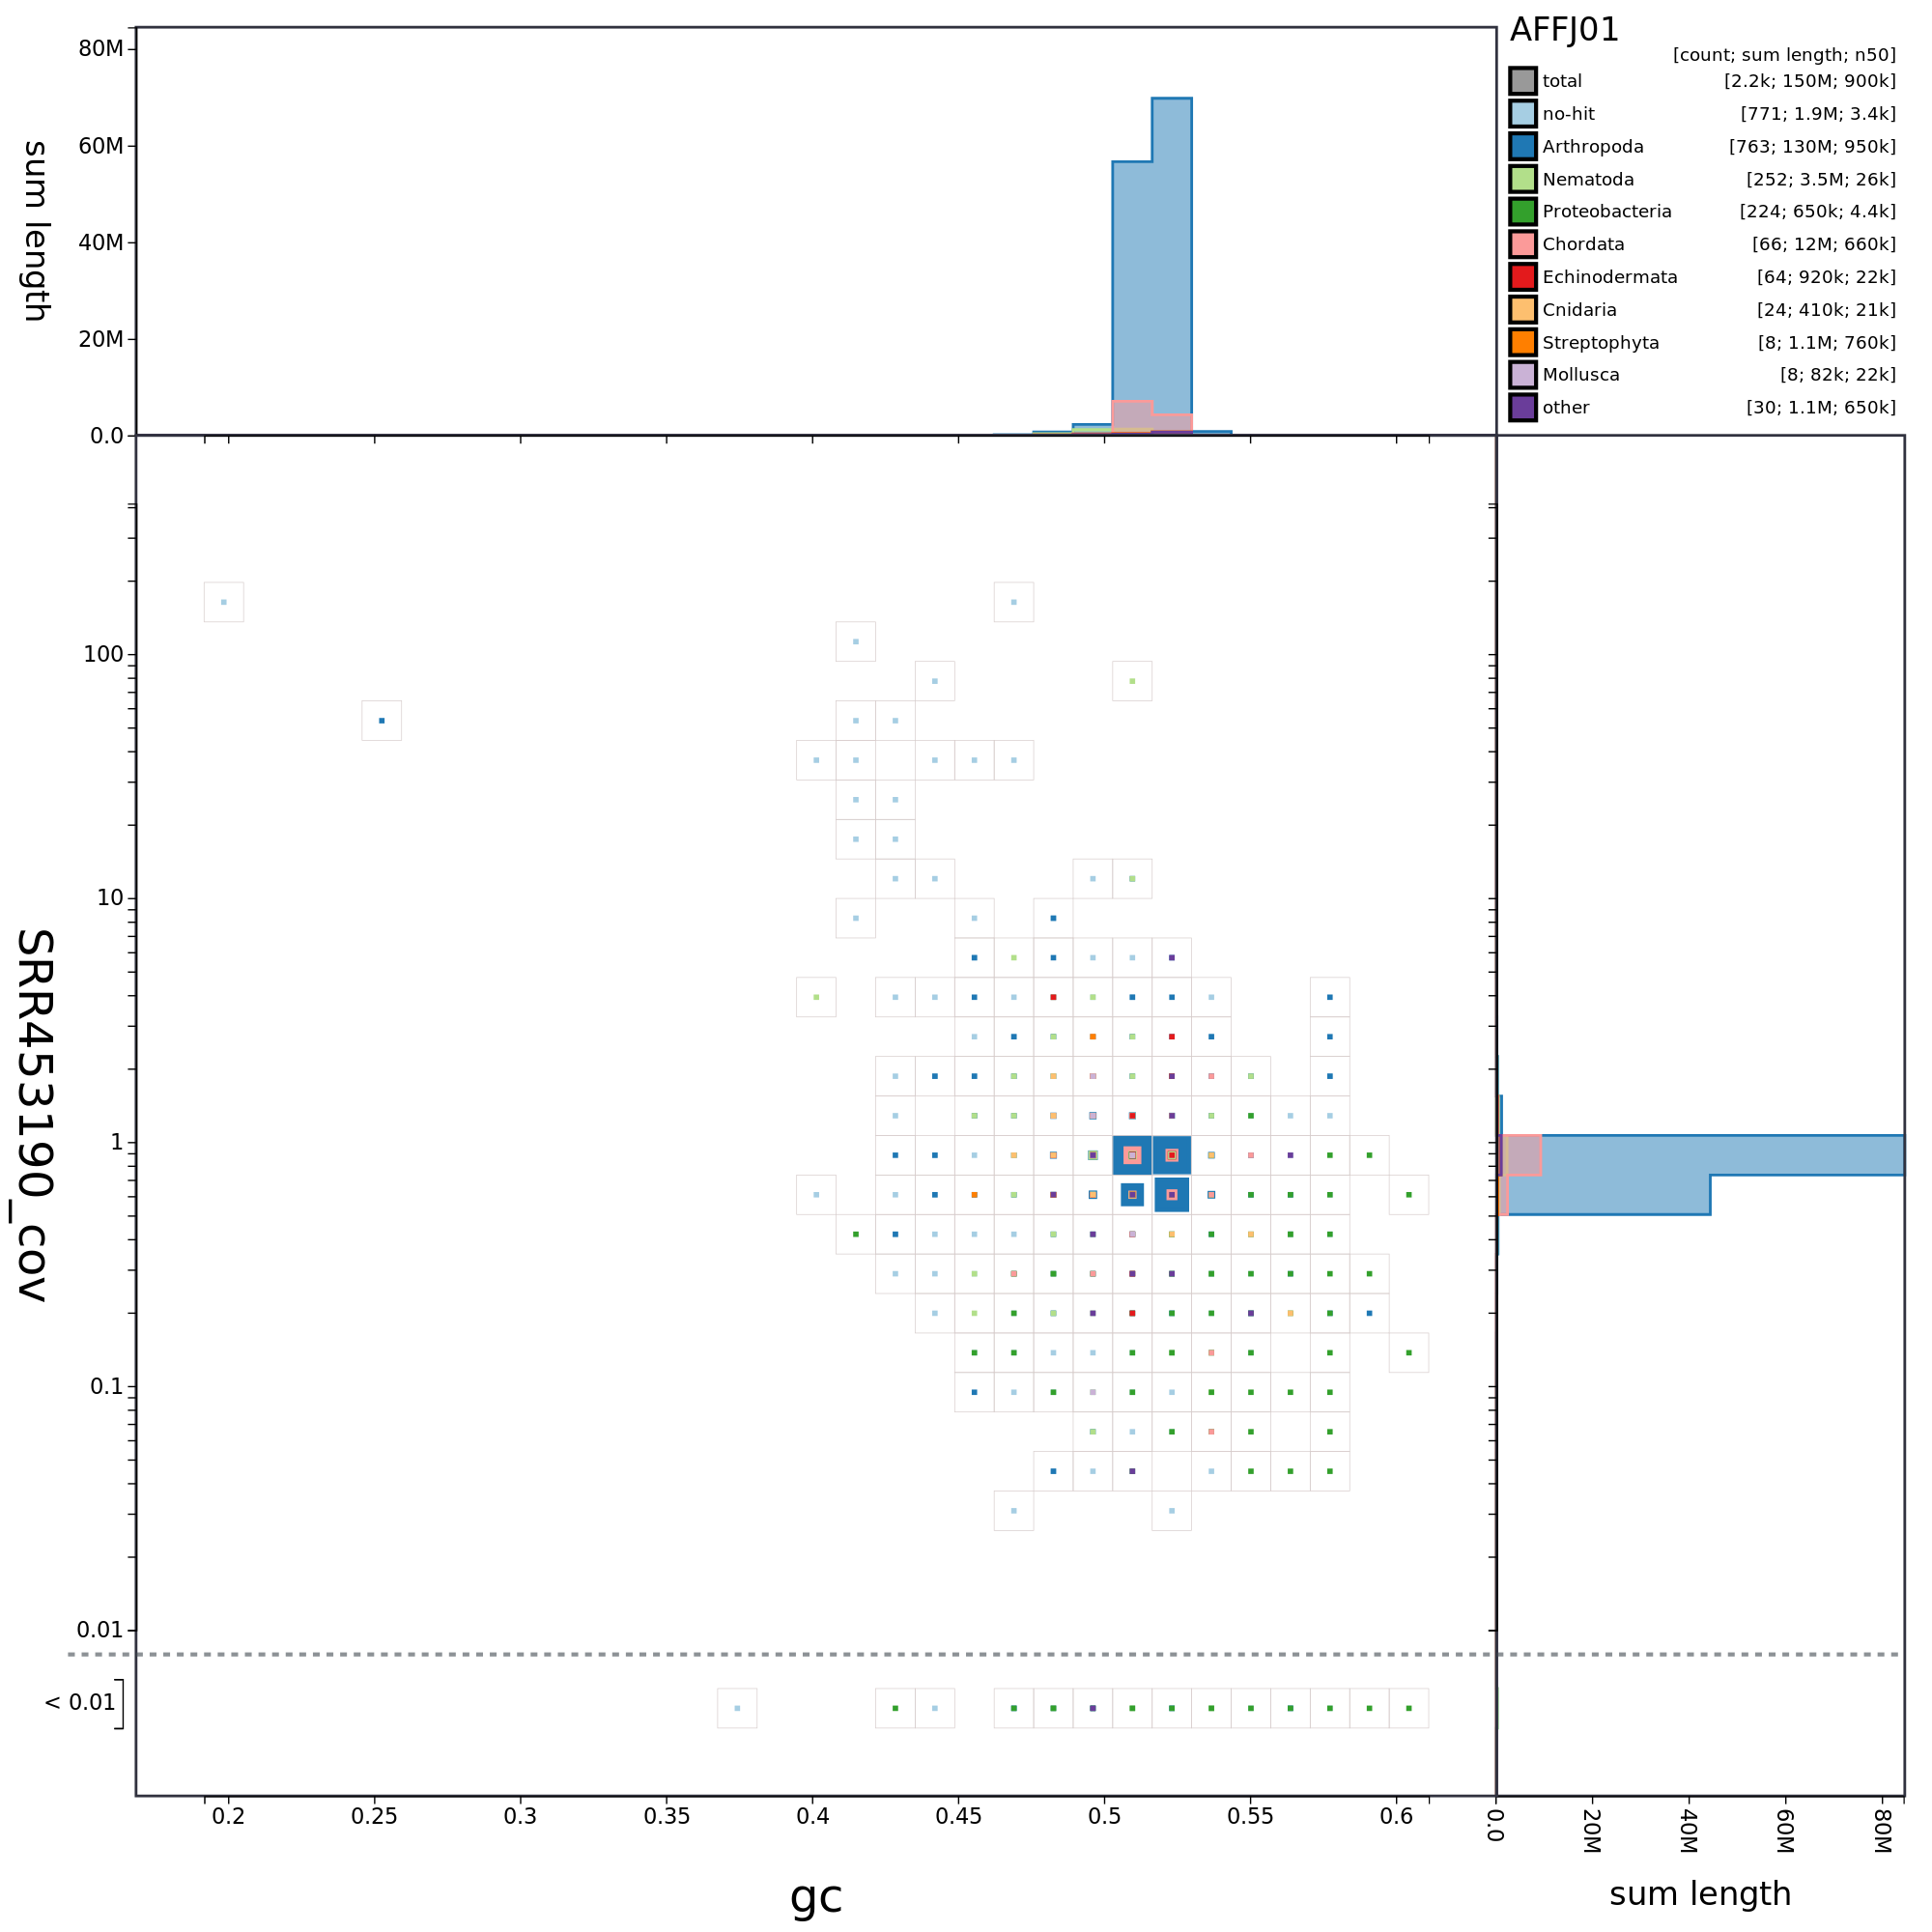 AFFJ01
[count; sum length; n50]
total [2.2k; 150M; 900k]
no-hit [771; 1.9M; 3.4k]
Arthropoda [763; 130M; 950k]
Nematoda [252; 3.5M; 26k]
Proteobacteria [224; 650k; 4.4k]
Chordata [66; 12M; 660k]
Echinodermata [64; 920k; 22k]
Cnidaria [24; 410k; 21k]
Streptophyta [8; 1.1M; 760k]
Mollusca [8; 82k; 22k]
other [30; 1.1M; 650k]
sum length
80M
60M
40M
20M
0.0
SRR453190_cov
100
10
1
0.1
0.01
< 0.01
0.2 0.25 0.3 0.35 0.4 0.45 0.5 0.55 0.6
gc
0.0 20M 40M 60M 80M
sum length